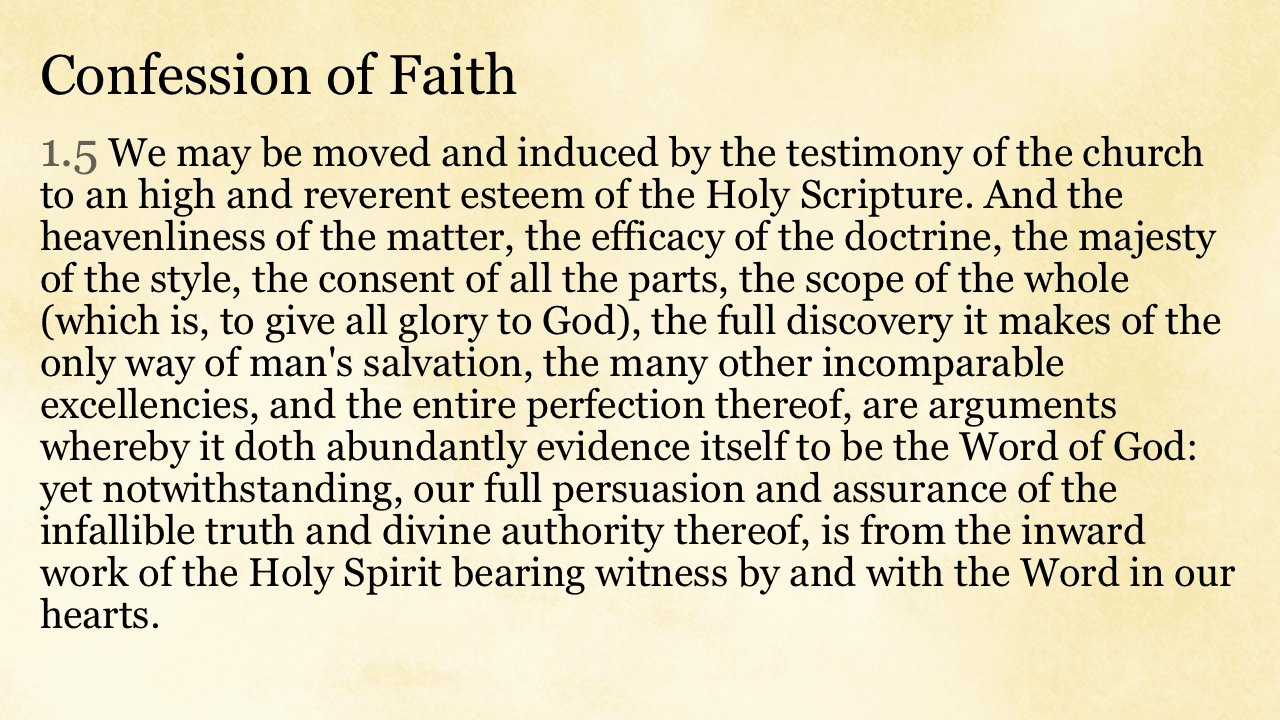 Confession of Faith
1.5 We may be moved and induced by the testimony of the church
to an high and reverent esteem of the Holy Scripture. And the
heavenliness of the matter, the efficacy of the doctrine, the majesty
of the style, the consent of all the parts, the scope of the whole
(which is, to give all glory to God), the full discovery it makes of the
only way of man's salvation, the many other incomparable
excellencies, and the entire perfection thereof, are arguments
whereby it doth abundantly evidence itself to be the Word of God:
yet notwithstanding, our full persuasion and assurance of the
infallible truth and divine authority thereof, is from the inward
work of the Holy Spirit bearing witness by and with the Word in our
hearts.